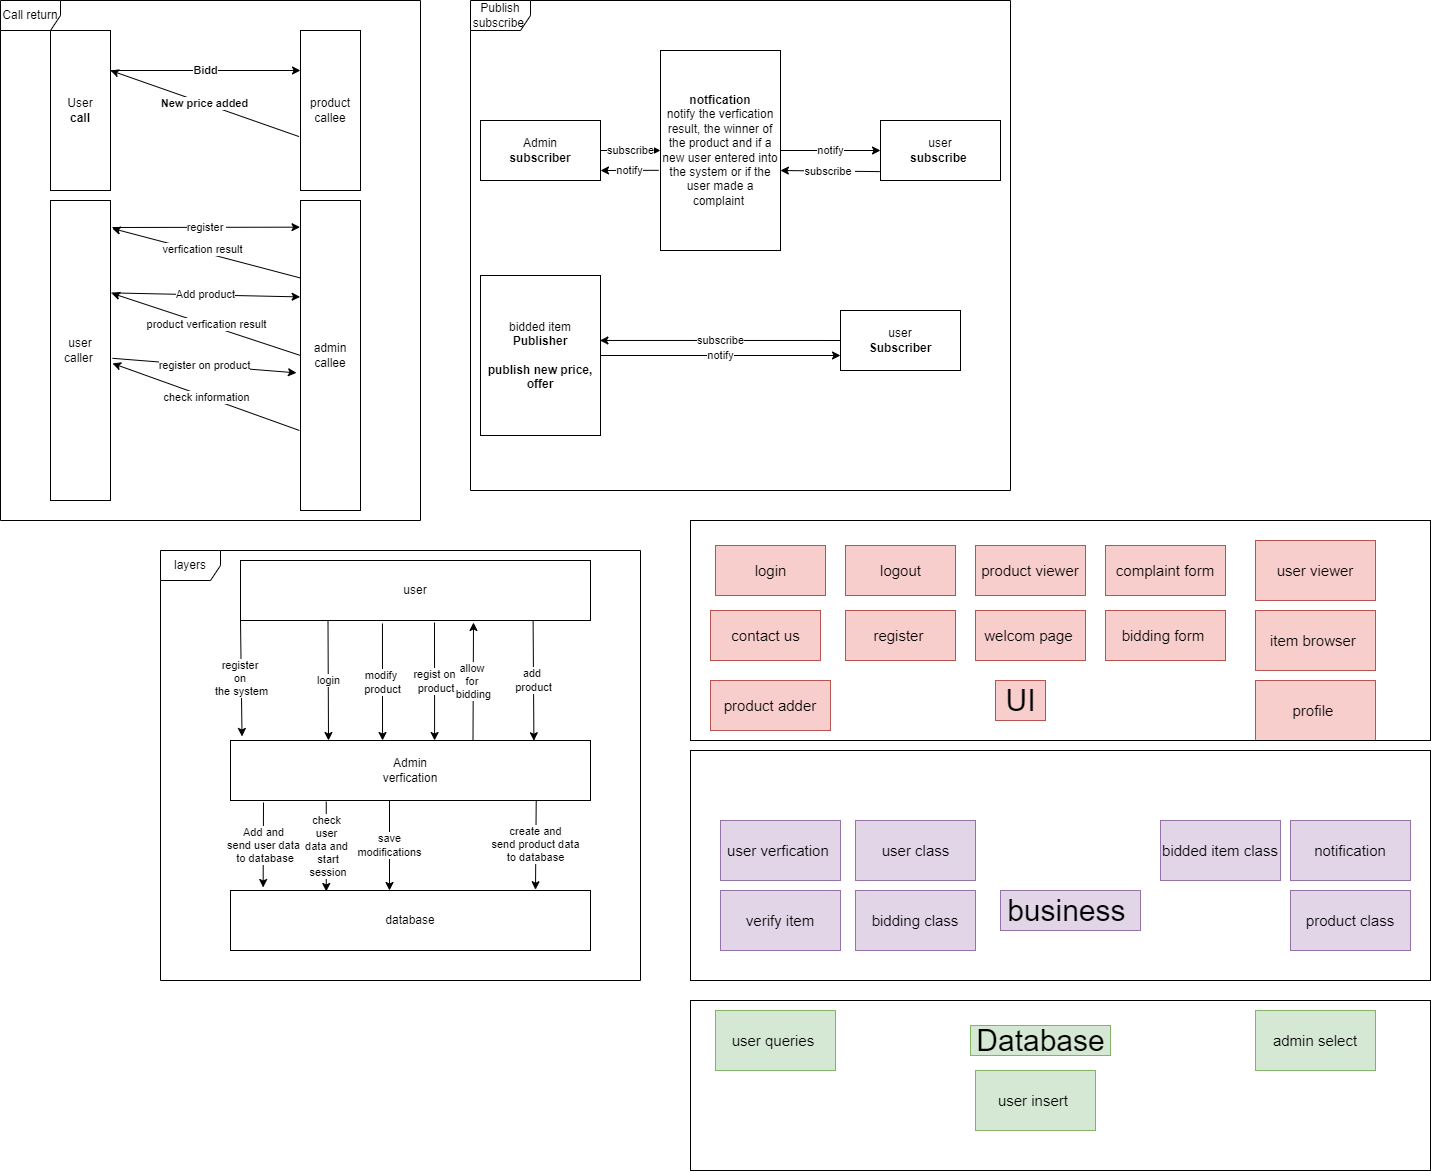 Call return
User
call
Bidd
New price added
product
callee
user
caller
register
verfication result
Add product
product verfication result
register on product
check information
admin
callee
Publish
subscribe
Admin
subscriber
subscribe
notify
notfication
notify the verfication
result, the winner of
the product and if a
new user entered into
the system or if the
user made a
complaint
notify
subscribe
user
subscribe
bidded item
Publisher
publish new price,
offer
subscribe
notify
user
Subscriber
layers
user
register
on
the system
login
modify
product
regist on
product
allow
for
bidding
add
product
Admin
verfication
Add and
send user data
to database
check
user
data and
start
session
save
modifications
create and
send product data
to database
database
login
logout
product viewer
complaint form
user viewer
contact us
register
welcom page
bidding form
item browser
product adder
UI
profile
user verfication
user class
bidded item class
notification
verify item
bidding class
business
product class
user queries
Database
admin select
user insert